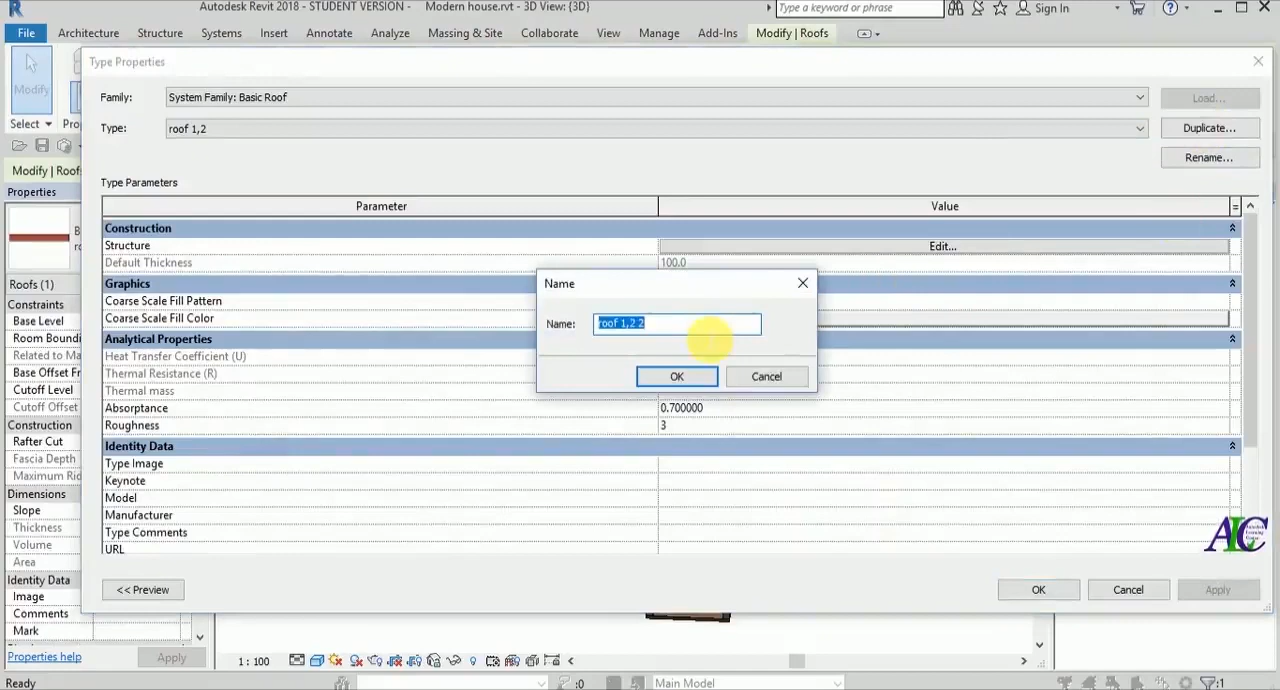 Autodesk Revit 2018 - STUDENT VERSION - Modern house.rvt - 3D View: {3D}
Type a keyword or phrase
Sign In
File Architecture Structure Systems Insert Annotate Analyze Massing & Site Collaborate View Manage Add-Ins Modify | Roofs
Type Properties
Modify
Family: System Family: Basic Roof Load...
Select
Type: roof 1,2 Duplicate...
Rename...
Modify | Roofs
Type Parameters
Properties
Parameter Value =
Construction
Structure Edit...
Default Thickness 100.0
Graphics
Coarse Scale Fill Pattern
Coarse Scale Fill Color
Analytical Properties
Heat Transfer Coefficient (U)
Thermal Resistance (R)
Thermal mass
Absorptance 0.700000
Roughness 3
Identity Data
Type Image
Keynote
Model
Manufacturer
Type Comments
URL
Name
Name: roof 1,2 2
OK Cancel
Roofs (1)
Constraints
Base Level
Room Boundi
Related to Ma
Base Offset Fr
Cutoff Level
Cutoff Offset
Construction
Rafter Cut
Fascia Depth
Maximum Rid
Dimensions
Slope
Thickness
Volume
Area
Identity Data
Image
Comments
Mark
<< Preview OK Cancel Apply
Properties help Apply
1 : 100
Ready :0 Main Model :1